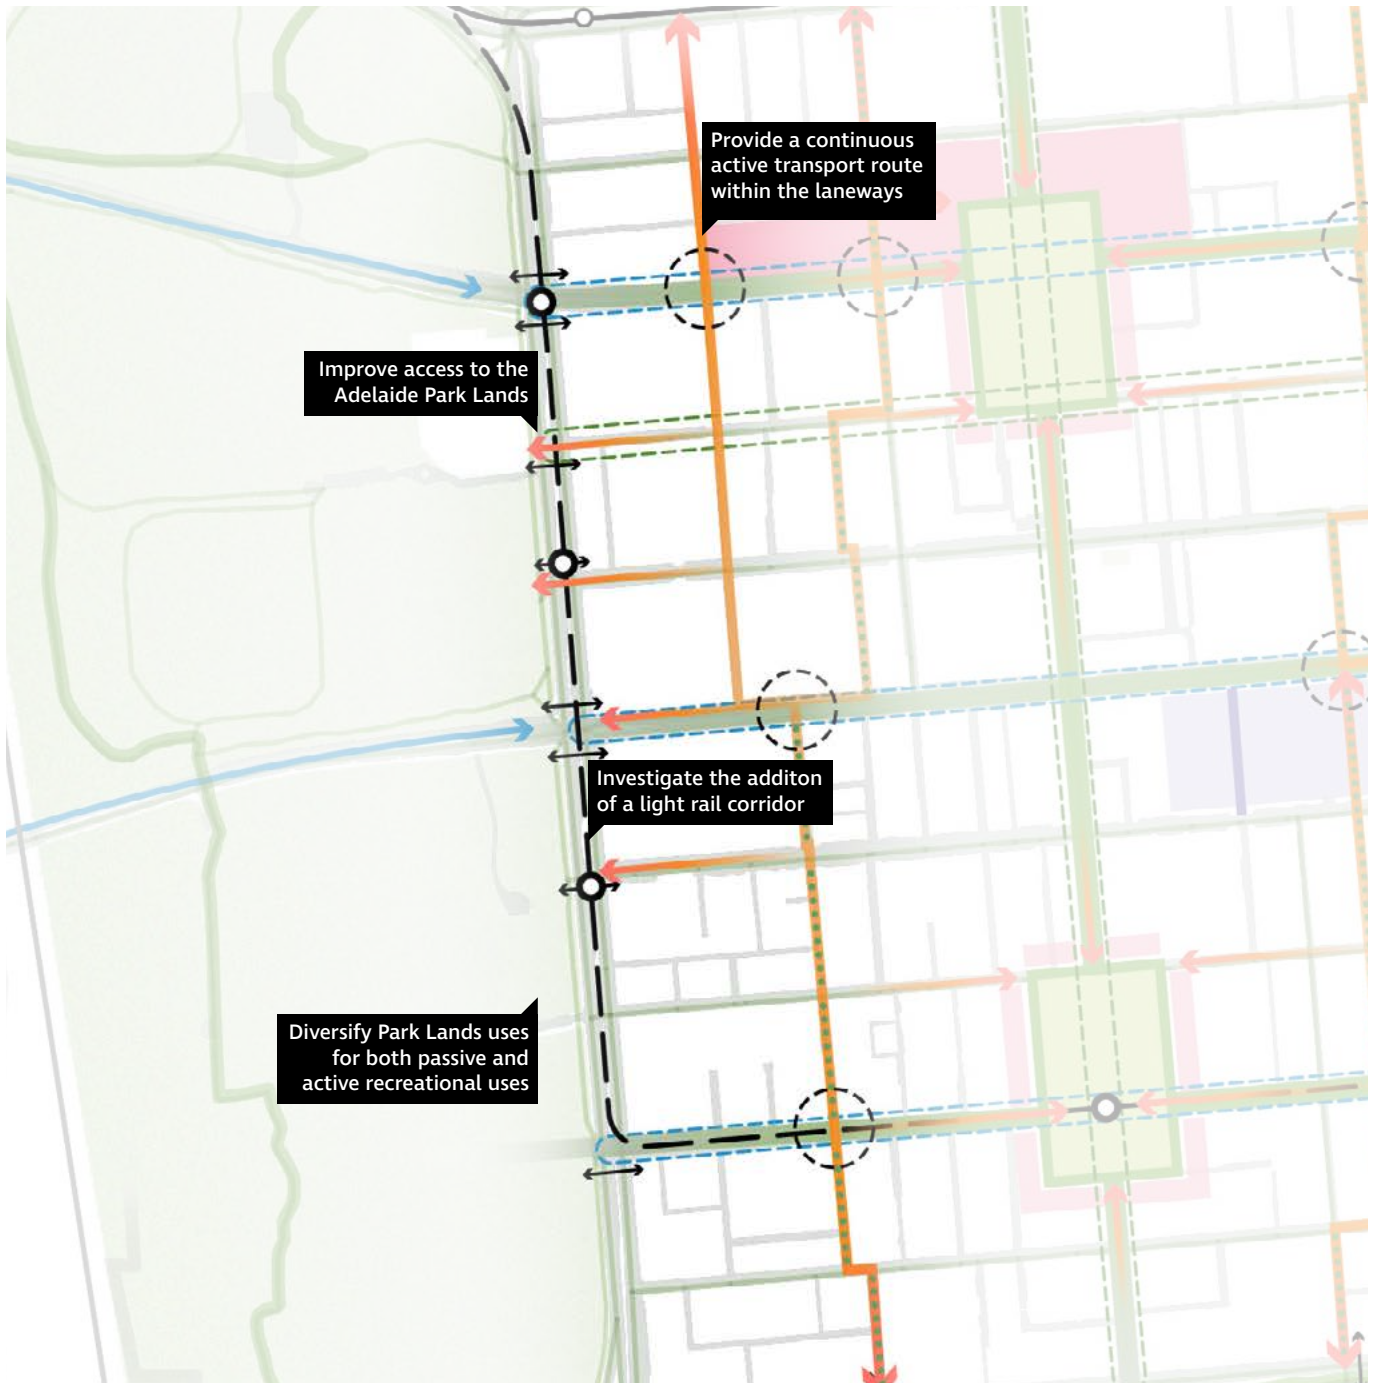 Provide a continuous
active transport route
within the laneways
Improve access to the
Adelaide Park Lands
Investigate the additon
of a light rail corridor
Diversify Park Lands uses
for both passive and
active recreational uses